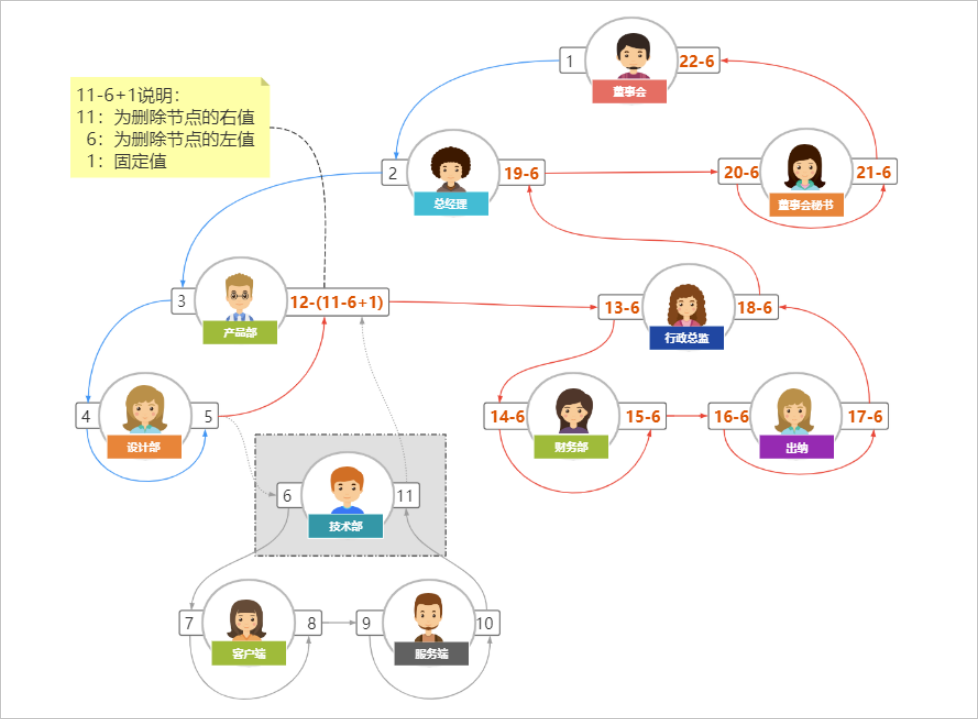 1
22-6
董事会
11-6+1说明：
11：为删除节点的右值
6：为删除节点的左值
1：固定值
2
19-6
总经理
20-6
21-6
董事会秘书
3
12-(11-6+1)
产品部
13-6
18-6
行政总监
4
5
设计部
14-6
15-6
财务部
16-6
17-6
出纳
6
11
技术部
7
8
客户端
9
10
服务端